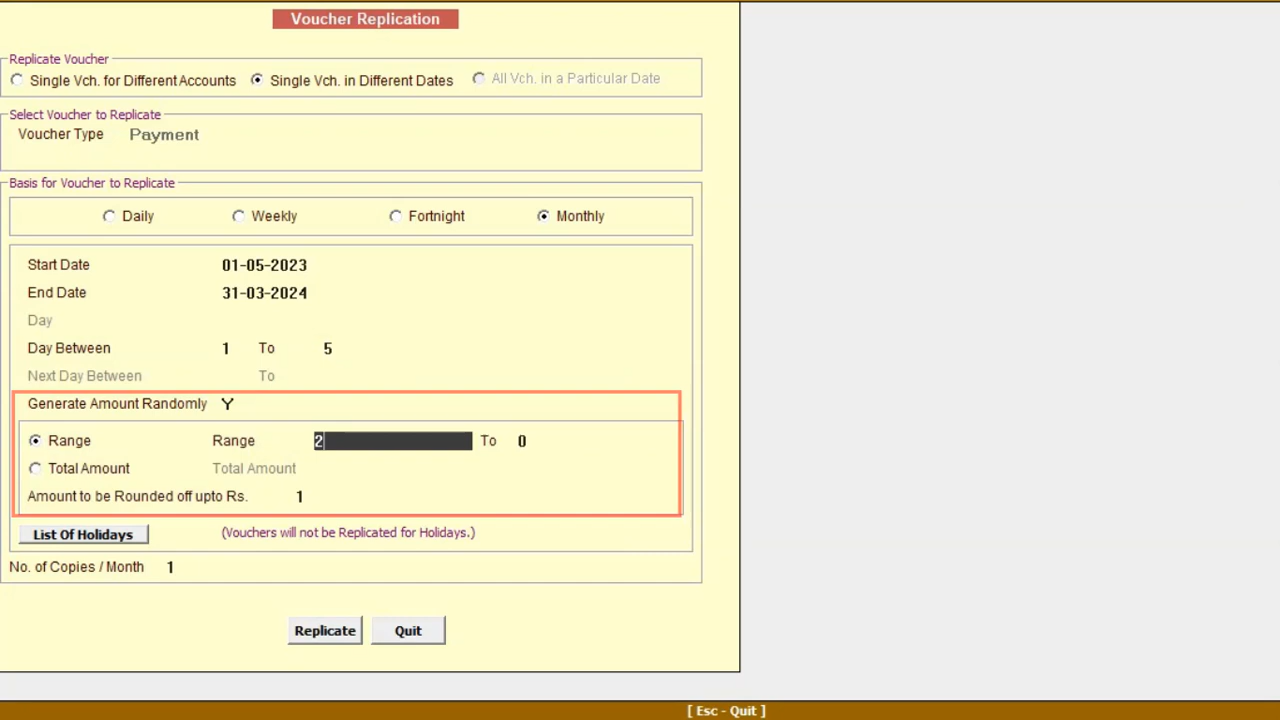 Voucher Replication
Replicate Voucher
Single Vch. for Different Accounts Single Vch. in Different Dates All Vch. in a Particular Date
Select Voucher to Replicate
Voucher Type Payment
Basis for Voucher to Replicate
Daily Weekly Fortnight Monthly
Start Date 01-05-2023
End Date 31-03-2024
Day
Day Between 1 To 5
Next Day Between To
Generate Amount Randomly Y
Range Range 2 To 0
Total Amount Total Amount
Amount to be Rounded off upto Rs. 1
List Of Holidays (Vouchers will not be Replicated for Holidays.)
No. of Copies / Month 1
Replicate Quit
[ Esc - Quit ]